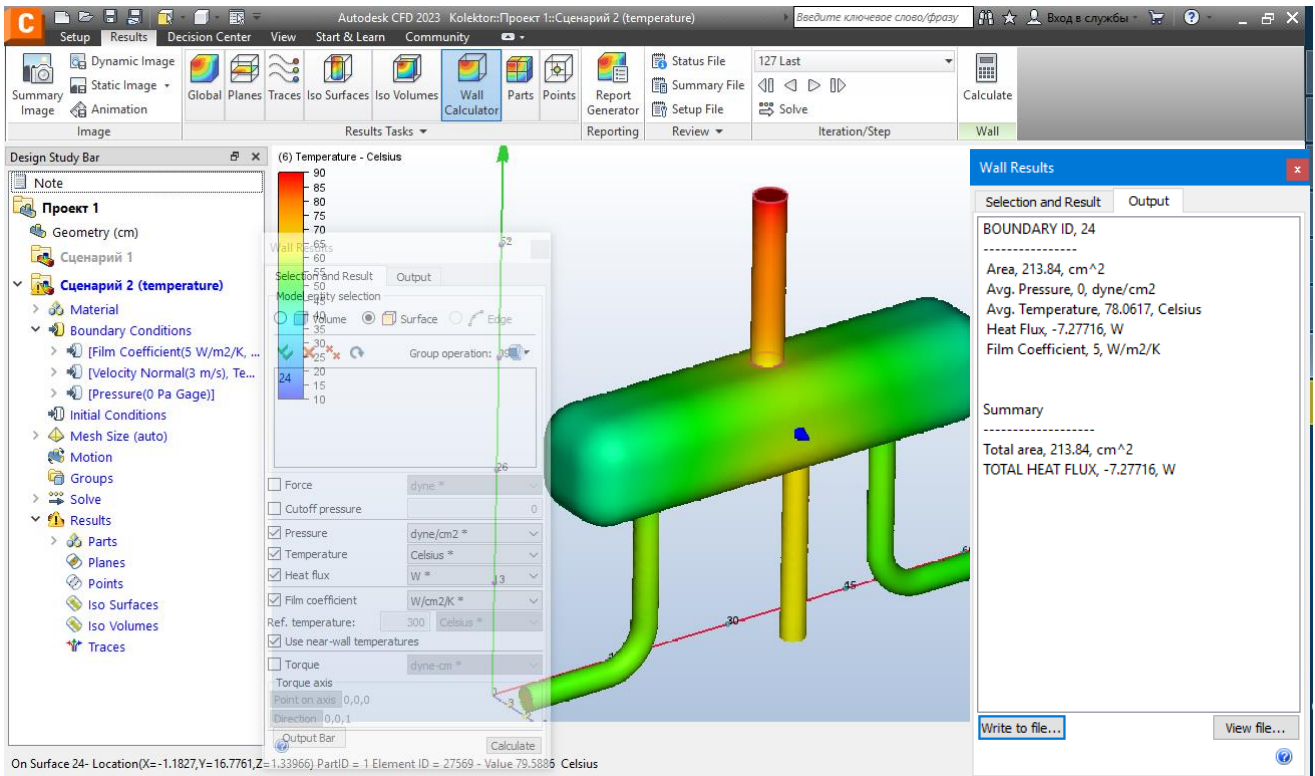 C
Autodesk CFD 2023 Kolektor::Проект 1::Сценарий 2 (temperature)
Введите ключевое слово/фразу
Вход в службы
Setup Results Decision Center View Start & Learn Community
Summary Image
Dynamic Image
Static Image
Animation
Global Planes Traces Iso Surfaces Iso Volumes Wall Calculator Parts Points
Report Generator
Status File
Summary File
Setup File
127 Last
Solve
Calculate
Image Results Tasks Reporting Review Iteration/Step Wall
Design Study Bar
Note
Проект 1
Geometry (cm)
Сценарий 1
Сценарий 2 (temperature)
Material
Boundary Conditions
[Film Coefficient(5 W/m2/K, ...
[Velocity Normal(3 m/s), Te...
[Pressure(0 Pa Gage)]
Initial Conditions
Mesh Size (auto)
Motion
Groups
Solve
Results
Parts
Planes
Points
Iso Surfaces
Iso Volumes
Traces
(6) Temperature - Celsius
90
85
80
75
70
65
60
55
50
45
40
35
30
25
20
15
10
Wall Results
Selection and Result Output
Model entity selection
Volume Surface Edge
Group operation:
24
Force dyne *
Cutoff pressure 0
Pressure dyne/cm2 *
Temperature Celsius *
Heat flux W *
Film coefficient W/cm2/K *
Ref. temperature: 300 Celsius *
Use near-wall temperatures
Torque dyne-cm *
Torque axis
Point on axis 0,0,0
Direction 0,0,1
Output Bar
Calculate
52
26
13
30
45
Wall Results
x
Selection and Result Output
BOUNDARY ID, 24
----------------
Area, 213.84, cm^2
Avg. Pressure, 0, dyne/cm2
Avg. Temperature, 78.0617, Celsius
Heat Flux, -7.27716, W
Film Coefficient, 5, W/m2/K
Summary
-------------------
Total area, 213.84, cm^2
TOTAL HEAT FLUX, -7.27716, W
Write to file... View file...
On Surface 24- Location(X=-1.1827,Y=16.7761,Z=1.33966) PartID = 1 Element ID = 27569 - Value 79.5886 Celsius